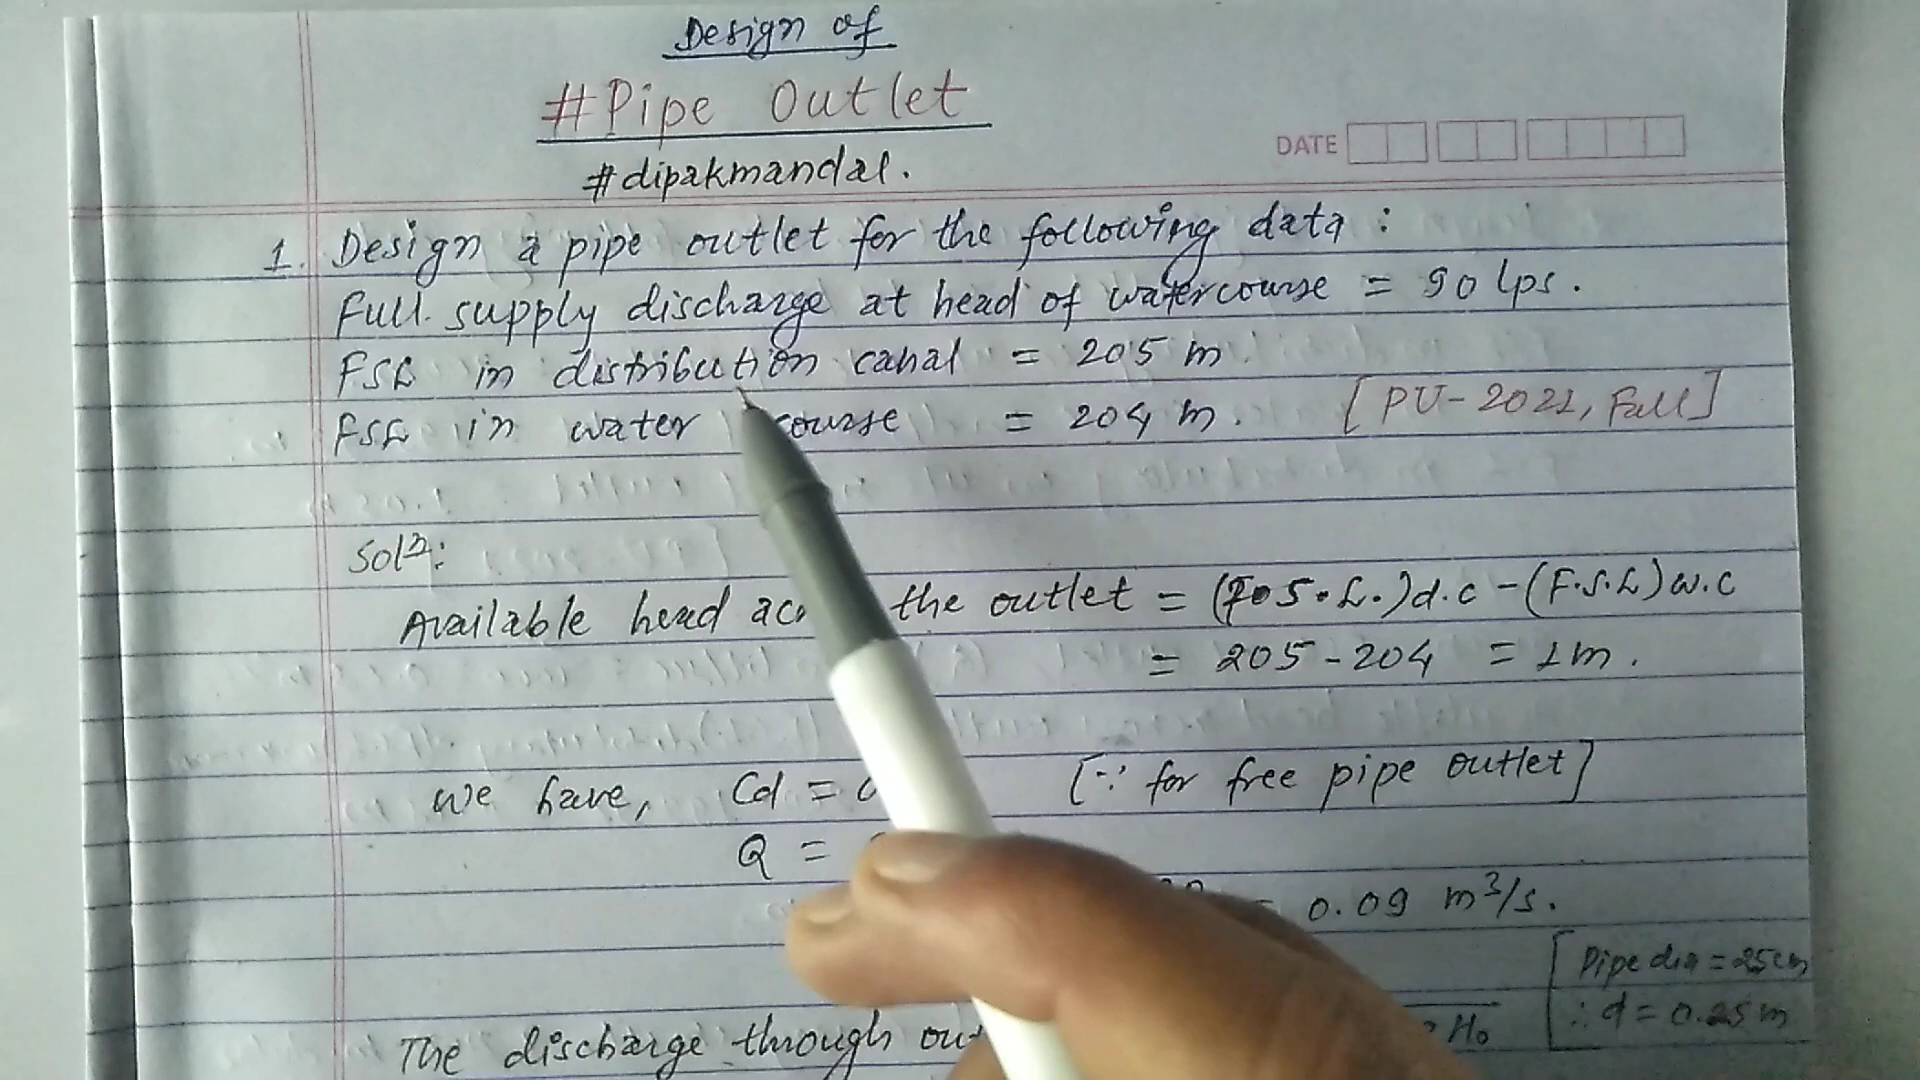 Design of
#Pipe Outlet
#dipakmandal.
DATE
1. Design a pipe outlet for the following data :
Full supply discharge at head of watercourse = 90 lps.
FSL in distribution canal = 205 m.
FSL in water course = 204 m. [PU-2021, Fall]
Soln:
Available head the outlet = (F.S.L.)d.c - (F.S.L)w.c
= 205 - 204 = 1m.
We have, Cd = [∵ for free pipe outlet]
Q =
= 0.09 m³/s.
[Pipe dia = 25cm
∴ d = 0.25m
The discharge through
H₀